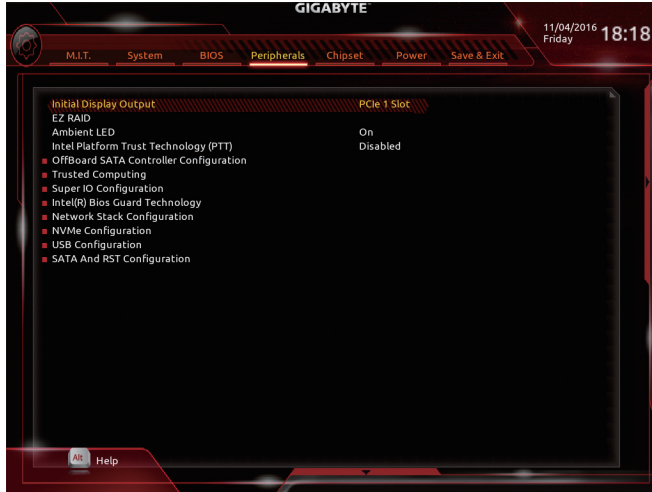 GIGABYTE™
11/04/2016
Friday
18:18
M.I.T. System BIOS Peripherals Chipset Power Save & Exit
Initial Display Output PCIe 1 Slot
EZ RAID
Ambient LED On
Intel Platform Trust Technology (PTT) Disabled
OffBoard SATA Controller Configuration
Trusted Computing
Super IO Configuration
Intel(R) Bios Guard Technology
Network Stack Configuration
NVMe Configuration
USB Configuration
SATA And RST Configuration
Alt Help